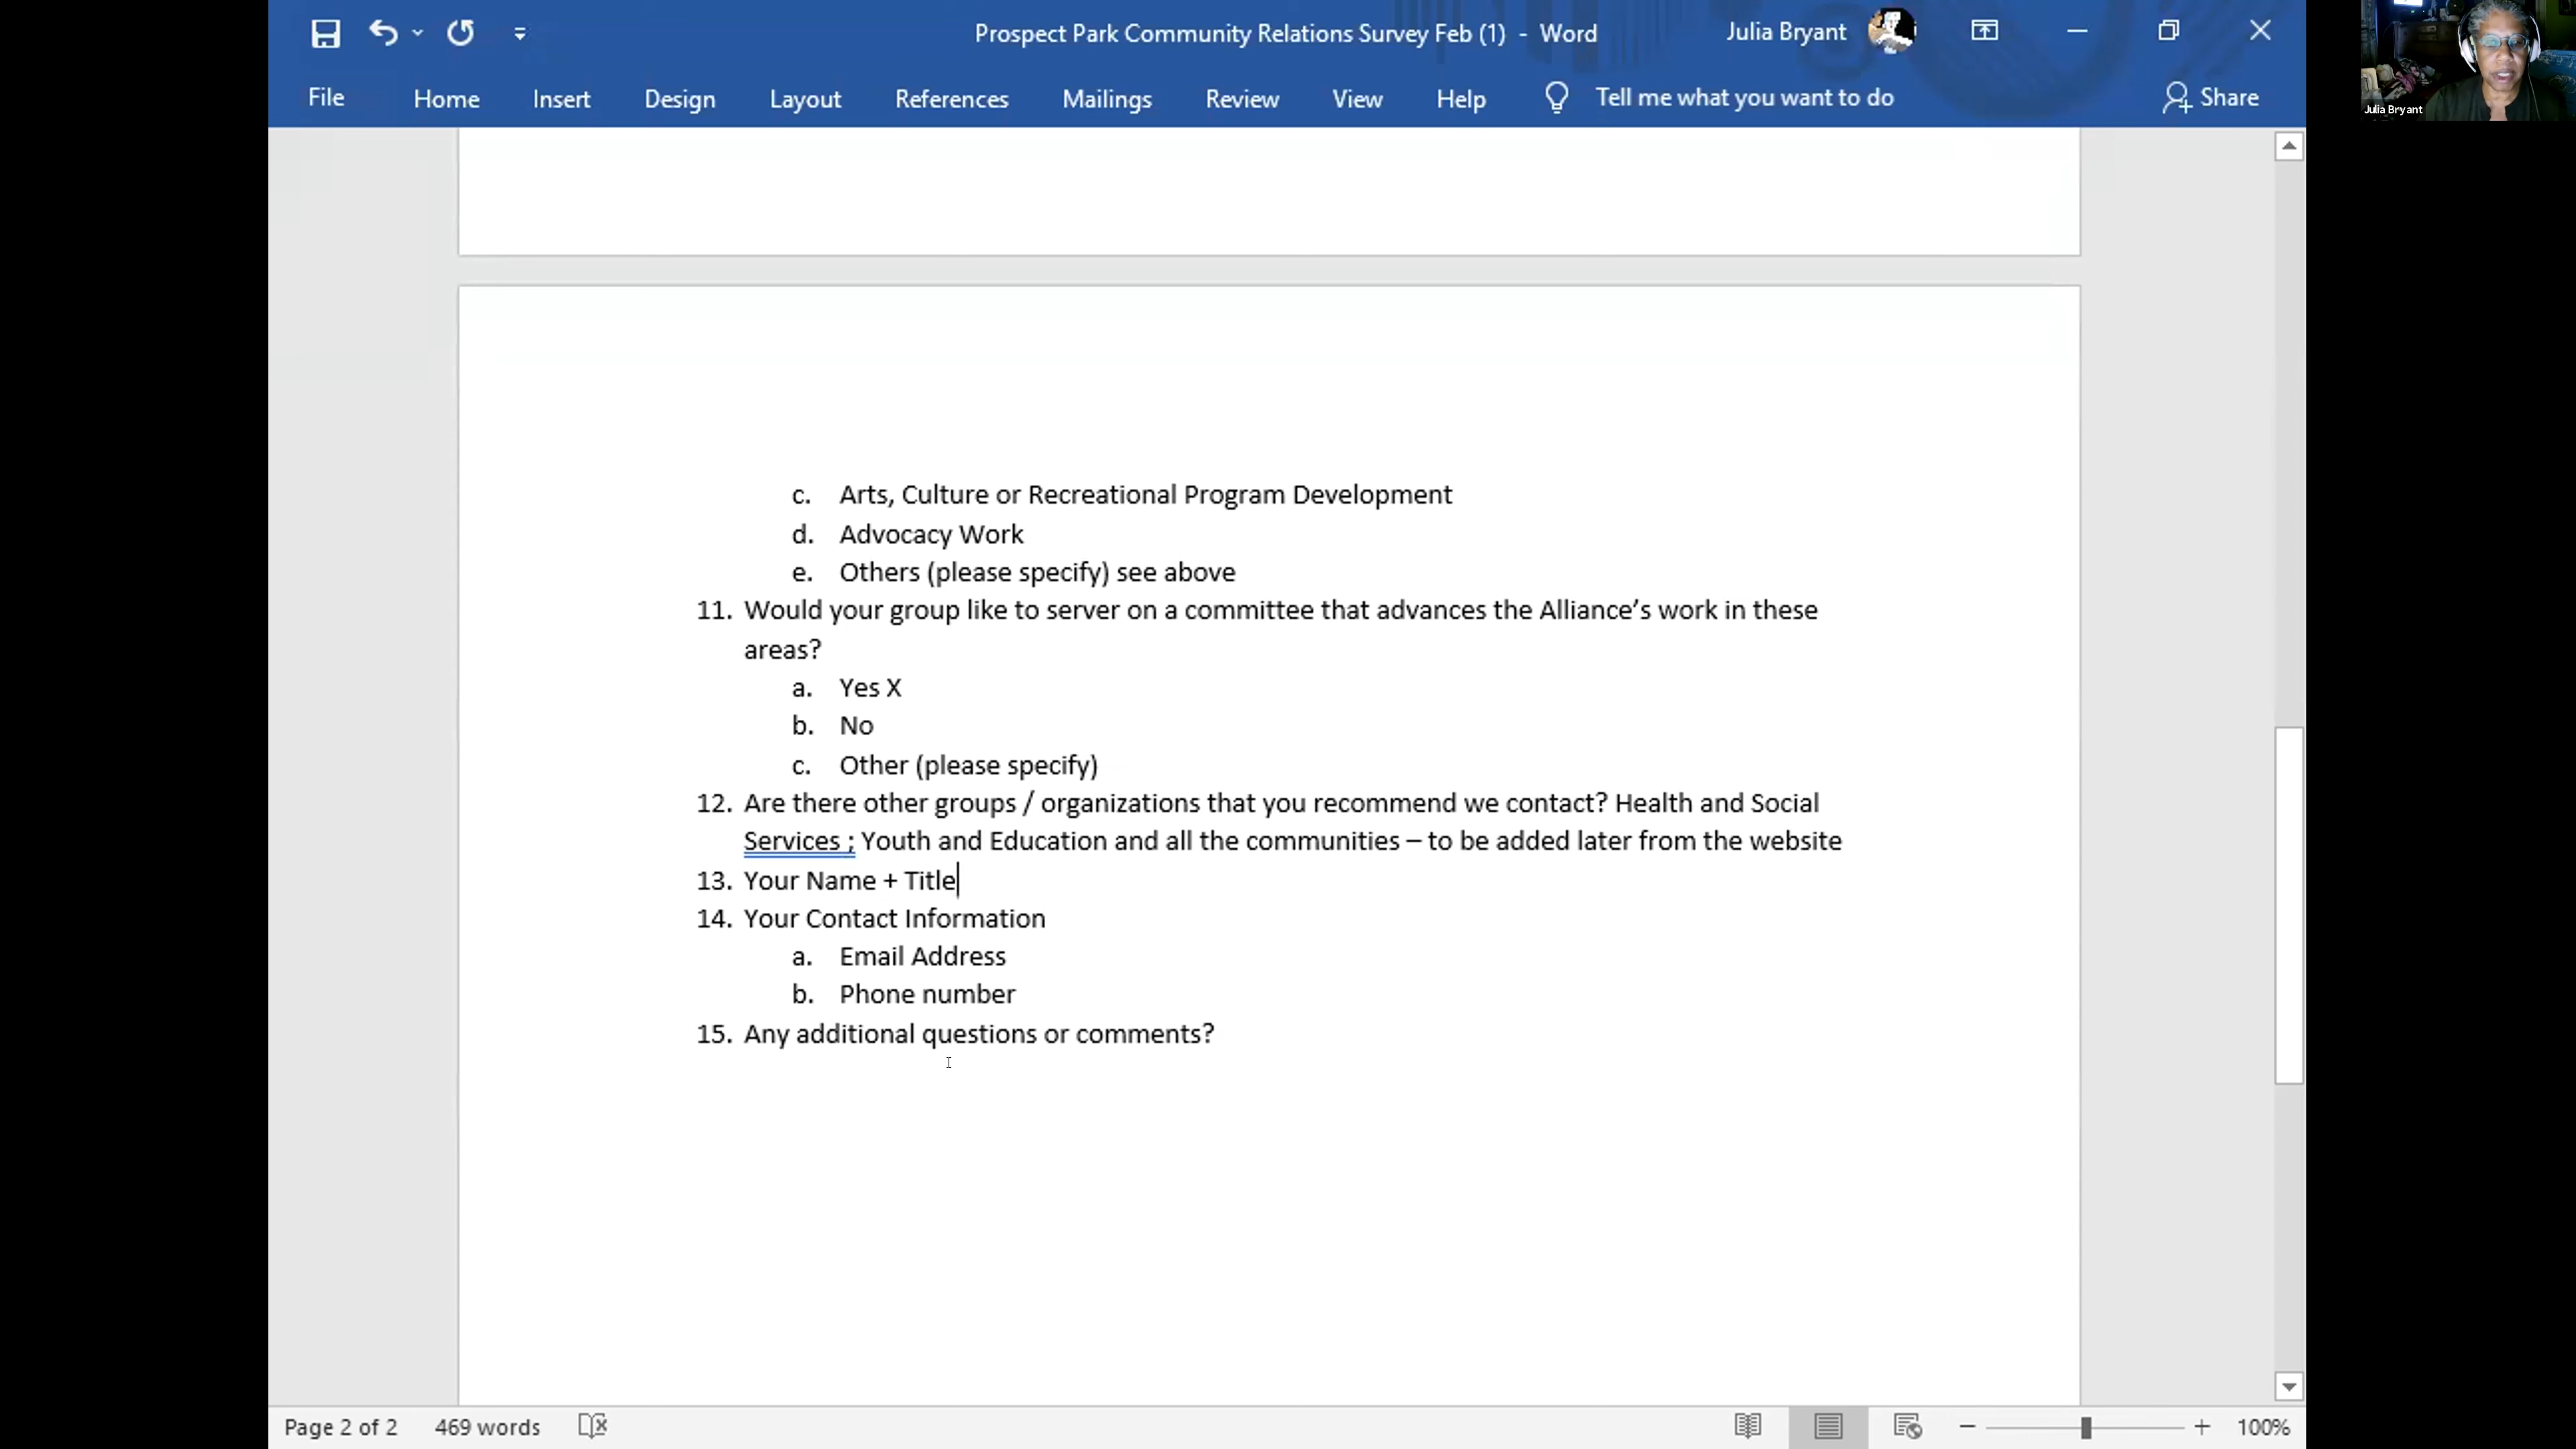 Prospect Park Community Relations Survey Feb (1) - Word
Julia Bryant
File Home Insert Design Layout References Mailings Review View Help Tell me what you want to do Share
Julia Bryant
c. Arts, Culture or Recreational Program Development
d. Advocacy Work
e. Others (please specify) see above
11. Would your group like to server on a committee that advances the Alliance’s work in these
areas?
a. Yes X
b. No
c. Other (please specify)
12. Are there other groups / organizations that you recommend we contact? Health and Social
Services ; Youth and Education and all the communities – to be added later from the website
13. Your Name + Title
14. Your Contact Information
a. Email Address
b. Phone number
15. Any additional questions or comments?
Page 2 of 2 469 words 100%